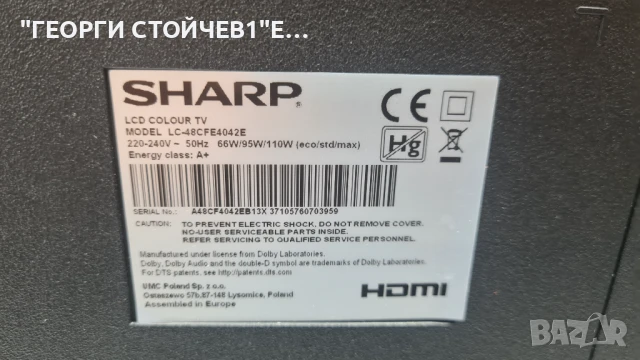 "ГЕОРГИ СТОЙЧЕВ1"Е...
SHARP®
LCD COLOUR TV
MODEL LC-48CFE4042E
220-240V ~ 50Hz 66W/95W/110W (eco/std/max)
Energy class: A+
Hg
SERIAL No.: A48CF4042EB13X 37105760703959
CAUTION: TO PREVENT ELECTRIC SHOCK, DO NOT REMOVE COVER.
NO-USER SERVICEABLE PARTS INSIDE.
REFER SERVICING TO QUALIFIED SERVICE PERSONNEL.
Manufactured under license from Dolby Laboratories.
Dolby, Dolby Audio and the double-D symbol are trademarks of Dolby Laboratories.
For DTS patents, see http://patents.dts.com
UMC Poland Sp. z o.o.
Ostaszewo 57b,87-148 Lysomice, Poland
Assembled in Europe
HDMI
BAZAR